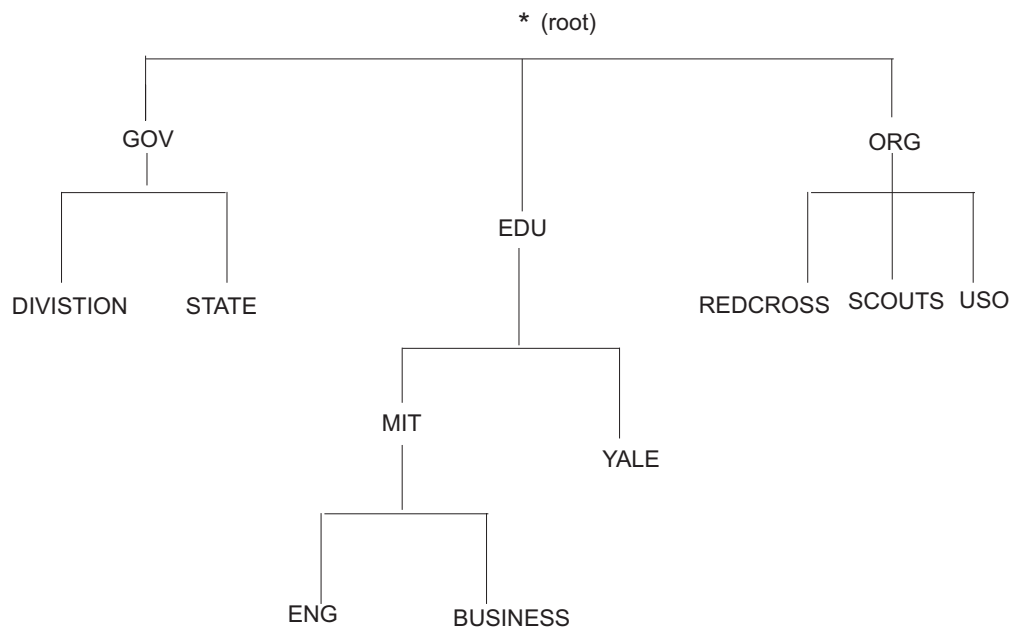 * (root)
GOV
ORG
EDU
DIVISTION
STATE
REDCROSS
SCOUTS
USO
MIT
YALE
ENG
BUSINESS